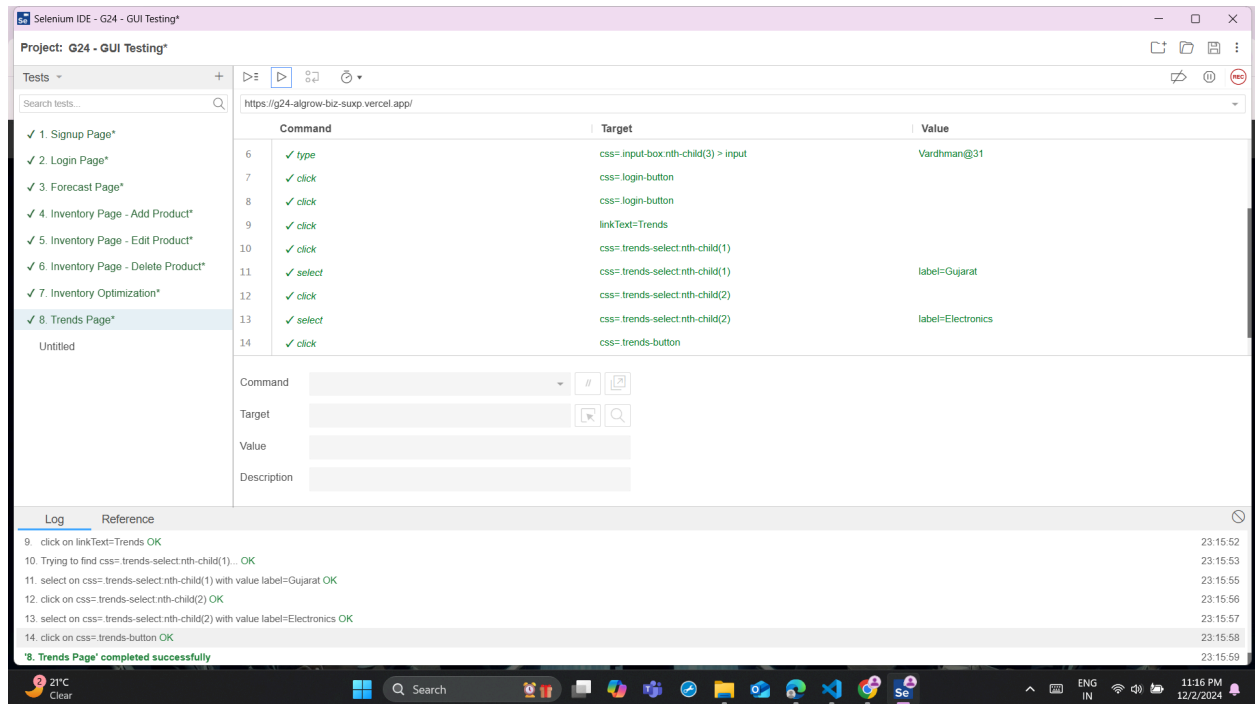 Selenium IDE - G24 - GUI Testing*
Project: G24 - GUI Testing*
Tests
REC
Search tests...
https://g24-algrow-biz-suxp.vercel.app/
Command Target Value
✓ 1. Signup Page*
✓ 2. Login Page*
✓ 3. Forecast Page*
✓ 4. Inventory Page - Add Product*
✓ 5. Inventory Page - Edit Product*
✓ 6. Inventory Page - Delete Product*
✓ 7. Inventory Optimization*
✓ 8. Trends Page*
Untitled
6 ✓ type css=.input-box:nth-child(3) > input Vardhman@31
7 ✓ click css=.login-button
8 ✓ click css=.login-button
9 ✓ click linkText=Trends
10 ✓ click css=.trends-select:nth-child(1)
11 ✓ select css=.trends-select:nth-child(1) label=Gujarat
12 ✓ click css=.trends-select:nth-child(2)
13 ✓ select css=.trends-select:nth-child(2) label=Electronics
14 ✓ click css=.trends-button
Command //
Target
Value
Description
Log Reference
9. click on linkText=Trends OK 23:15:52
10. Trying to find css=.trends-select:nth-child(1)... OK 23:15:53
11. select on css=.trends-select:nth-child(1) with value label=Gujarat OK 23:15:55
12. click on css=.trends-select:nth-child(2) OK 23:15:56
13. select on css=.trends-select:nth-child(2) with value label=Electronics OK 23:15:57
14. click on css=.trends-button OK 23:15:58
'8. Trends Page' completed successfully 23:15:59
2 21°C
Clear
Search
Se
ENG
IN
11:16 PM
12/2/2024